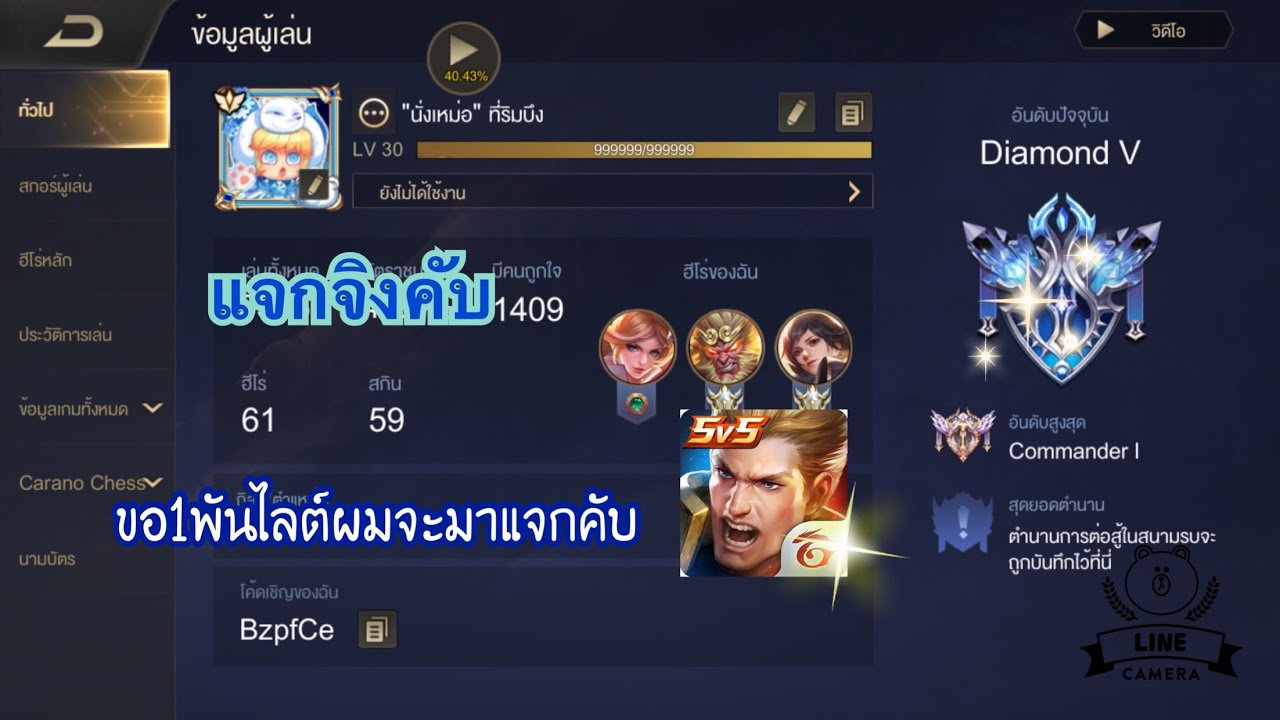 ข้อมูลผู้เล่น
40.43%
วิดีโอ
ทั่วไป
สกอร์ผู้เล่น
ฮีโร่หลัก
ประวัติการเล่น
ข้อมูลเกมทั้งหมด
Carano Chess
นามบัตร
"นั่งเหม่อ" ที่ริมบึง
LV 30
999999/999999
ยังไม่ได้ใช้งาน
เล่นทั้งหมด
มีคนถูกใจ
1409
แจกจิงคับ
ฮีโร่
สกิน
61
59
ฮีโร่ของฉัน
5v5
ขอ1พันไลต์ผมจะมาแจกคับ
โค้ดเชิญของฉัน
BzpfCe
อันดับปัจจุบัน
Diamond V
อันดับสูงสุด
Commander I
สุดยอดตำนาน
ตำนานการต่อสู้ในสนามรบจะ
ถูกบันทึกไว้ที่นี่
LINE
CAMERA